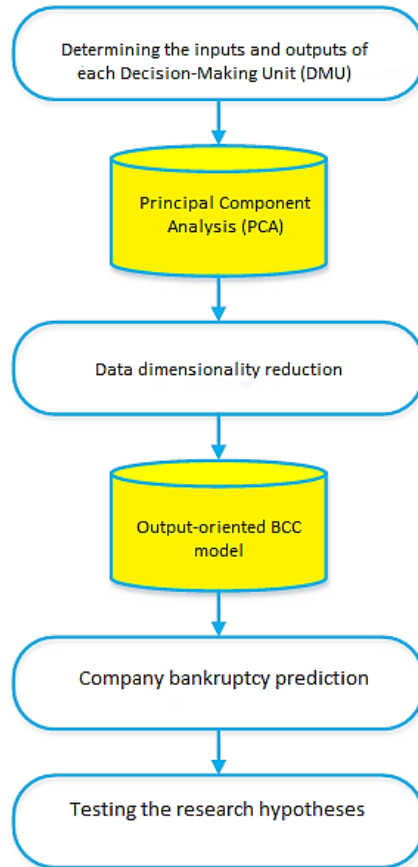 Determining the inputs and outputs of
each Decision-Making Unit (DMU)
Principal Component
Analysis (PCA)
Data dimensionality reduction
Output-oriented BCC
model
Company bankruptcy prediction
Testing the research hypotheses